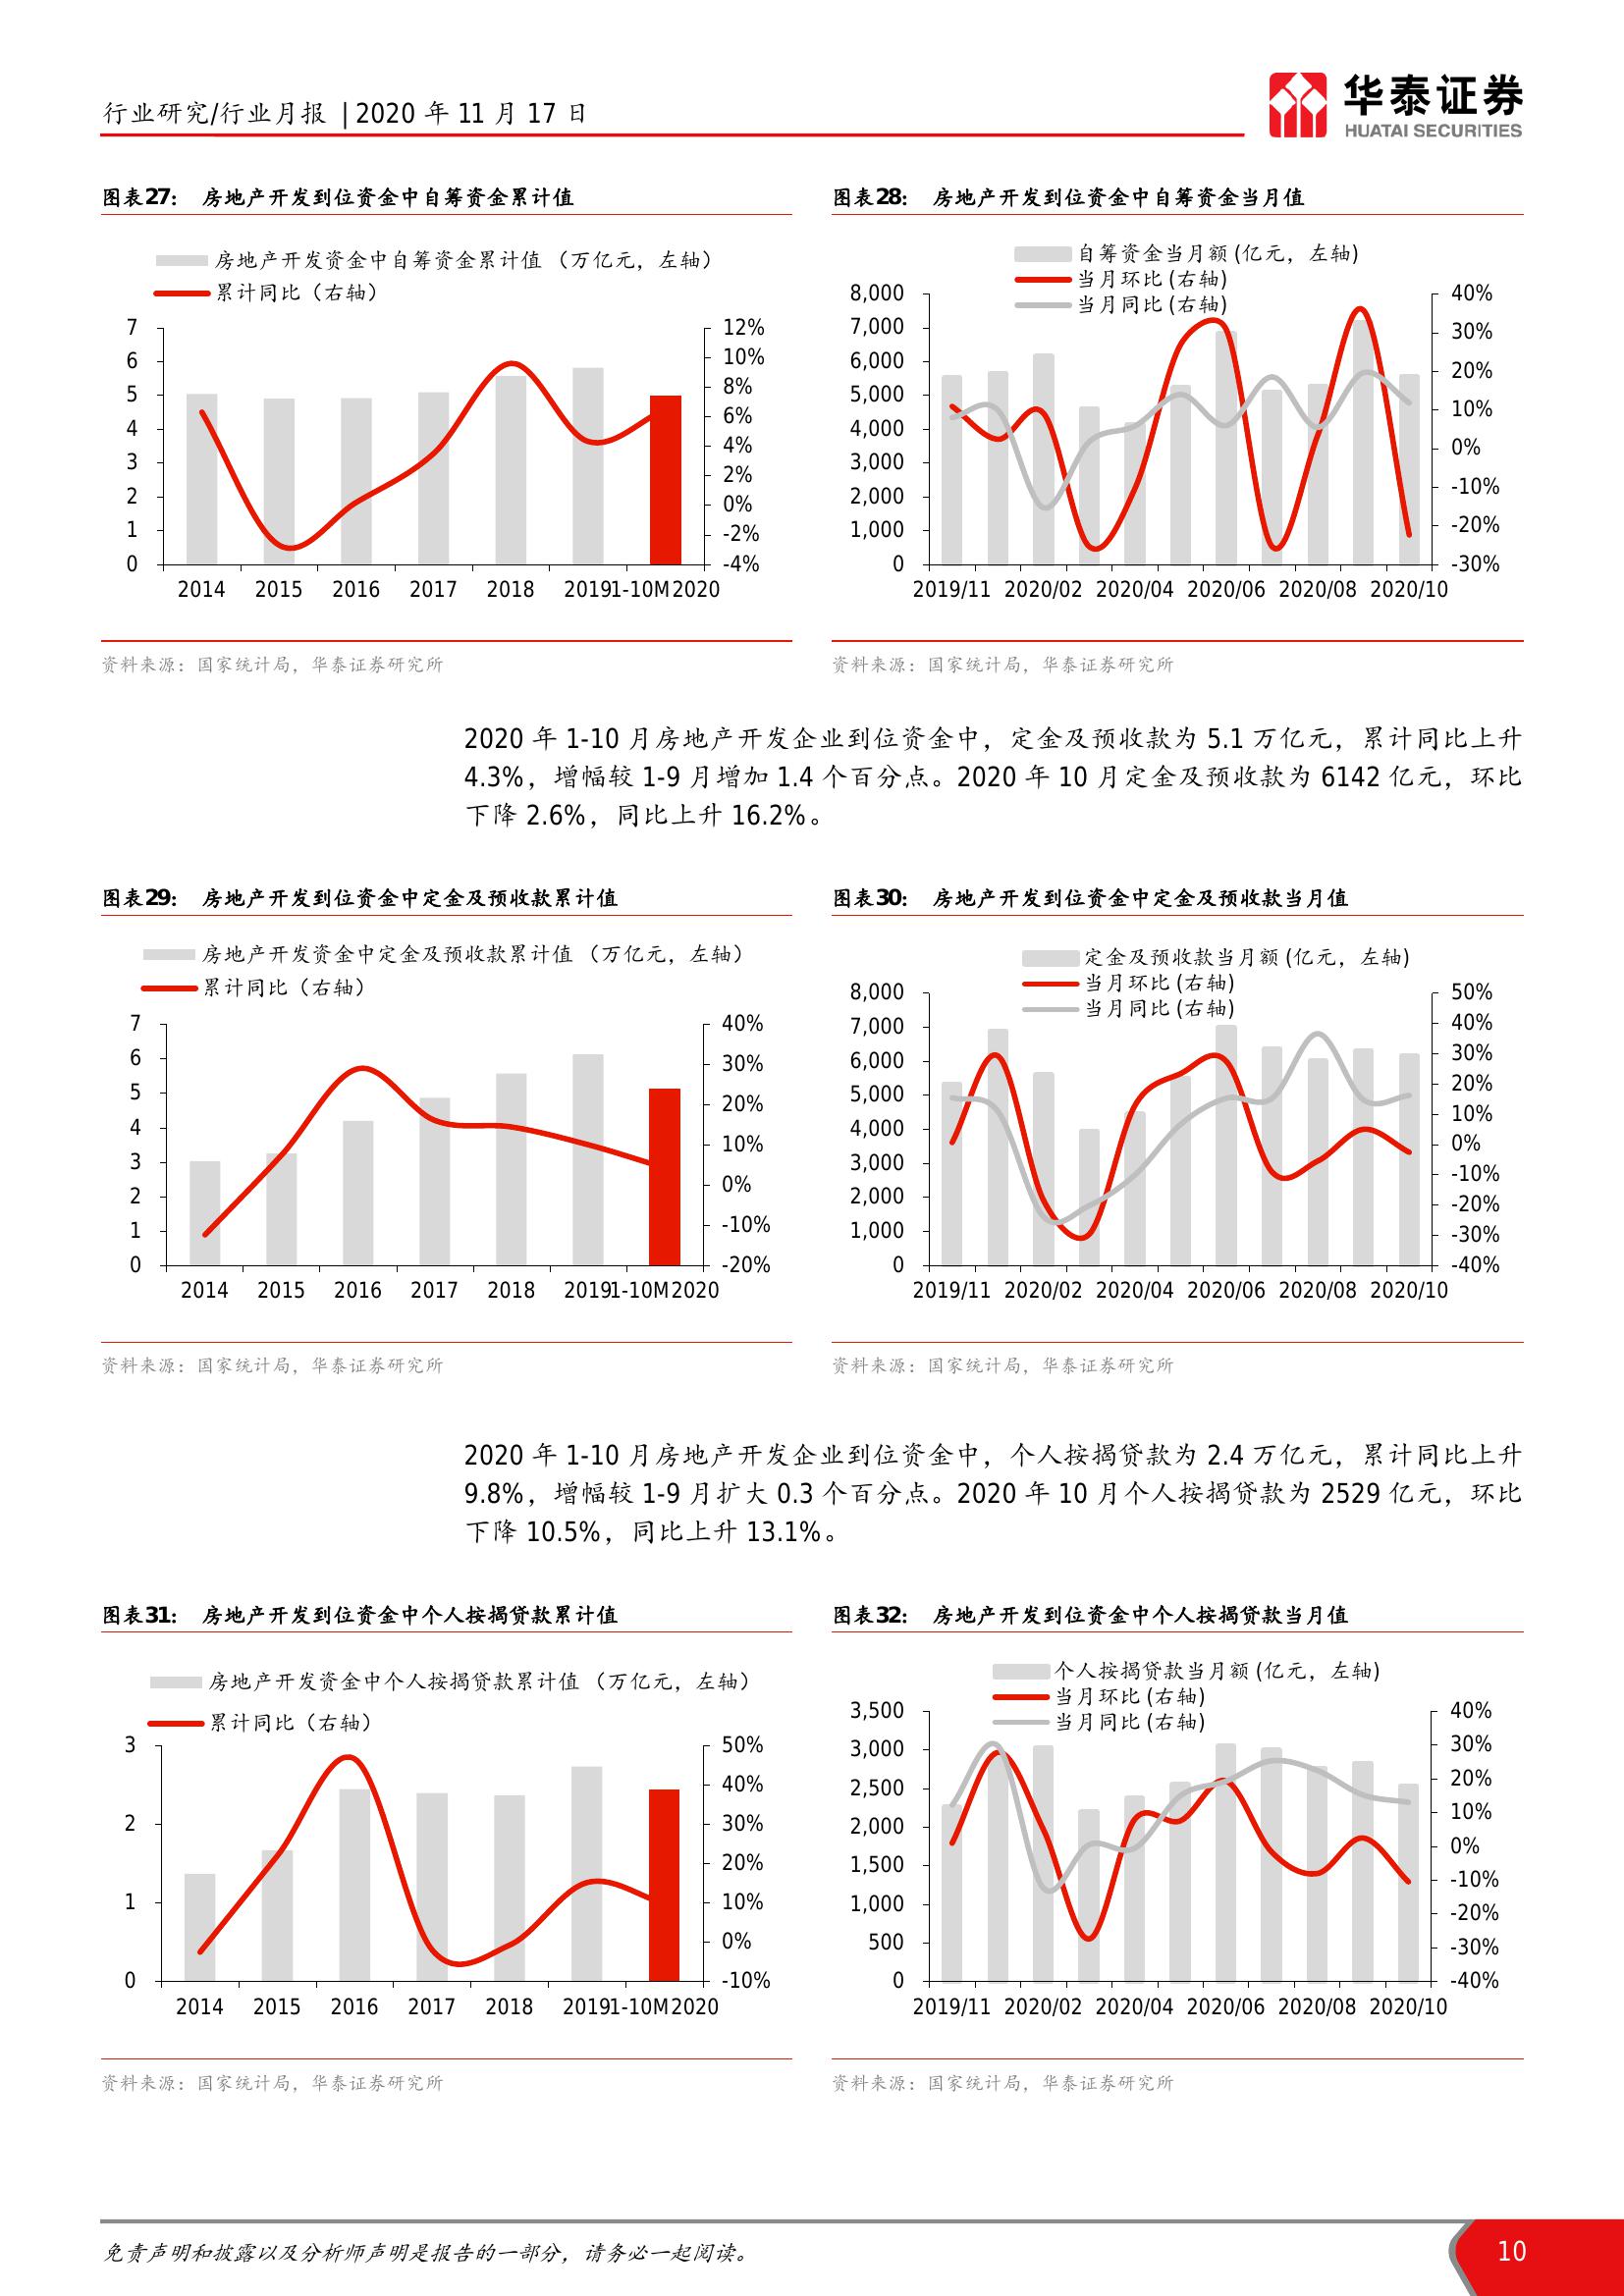 行业研究/行业月报 | 2020 年 11 月 17 日
华泰证券
HUATAI SECURITIES
图表27: 房地产开发到位资金中自筹资金累计值
房地产开发资金中自筹资金累计值 （万亿元，左轴）
累计同比（右轴）
7
6
5
4
3
2
1
0
12%
10%
8%
6%
4%
2%
0%
-2%
-4%
2014 2015 2016 2017 2018 2019 1-10M2020
资料来源：国家统计局，华泰证券研究所
图表28: 房地产开发到位资金中自筹资金当月值
自筹资金当月额 (亿元，左轴)
当月环比 (右轴)
当月同比 (右轴)
8,000
7,000
6,000
5,000
4,000
3,000
2,000
1,000
0
40%
30%
20%
10%
0%
-10%
-20%
-30%
2019/11 2020/02 2020/04 2020/06 2020/08 2020/10
资料来源：国家统计局，华泰证券研究所
2020 年 1-10 月房地产开发企业到位资金中，定金及预收款为 5.1 万亿元，累计同比上升
4.3%，增幅较 1-9 月增加 1.4 个百分点。2020 年 10 月定金及预收款为 6142 亿元，环比
下降 2.6%，同比上升 16.2%。
图表29: 房地产开发到位资金中定金及预收款累计值
房地产开发资金中定金及预收款累计值 （万亿元，左轴）
累计同比（右轴）
7
6
5
4
3
2
1
0
40%
30%
20%
10%
0%
-10%
-20%
2014 2015 2016 2017 2018 2019 1-10M2020
资料来源：国家统计局，华泰证券研究所
图表30: 房地产开发到位资金中定金及预收款当月值
定金及预收款当月额 (亿元，左轴)
当月环比 (右轴)
当月同比 (右轴)
8,000
7,000
6,000
5,000
4,000
3,000
2,000
1,000
0
50%
40%
30%
20%
10%
0%
-10%
-20%
-30%
-40%
2019/11 2020/02 2020/04 2020/06 2020/08 2020/10
资料来源：国家统计局，华泰证券研究所
2020 年 1-10 月房地产开发企业到位资金中，个人按揭贷款为 2.4 万亿元，累计同比上升
9.8%，增幅较 1-9 月扩大 0.3 个百分点。2020 年 10 月个人按揭贷款为 2529 亿元，环比
下降 10.5%，同比上升 13.1%。
图表31: 房地产开发到位资金中个人按揭贷款累计值
房地产开发资金中个人按揭贷款累计值 （万亿元，左轴）
累计同比（右轴）
3
2
1
0
50%
40%
30%
20%
10%
0%
-10%
2014 2015 2016 2017 2018 2019 1-10M2020
资料来源：国家统计局，华泰证券研究所
图表32: 房地产开发到位资金中个人按揭贷款当月值
个人按揭贷款当月额 (亿元，左轴)
当月环比 (右轴)
当月同比 (右轴)
3,500
3,000
2,500
2,000
1,500
1,000
500
0
40%
30%
20%
10%
0%
-10%
-20%
-30%
-40%
2019/11 2020/02 2020/04 2020/06 2020/08 2020/10
资料来源：国家统计局，华泰证券研究所
免责声明和披露以及分析师声明是报告的一部分，请务必一起阅读。
10